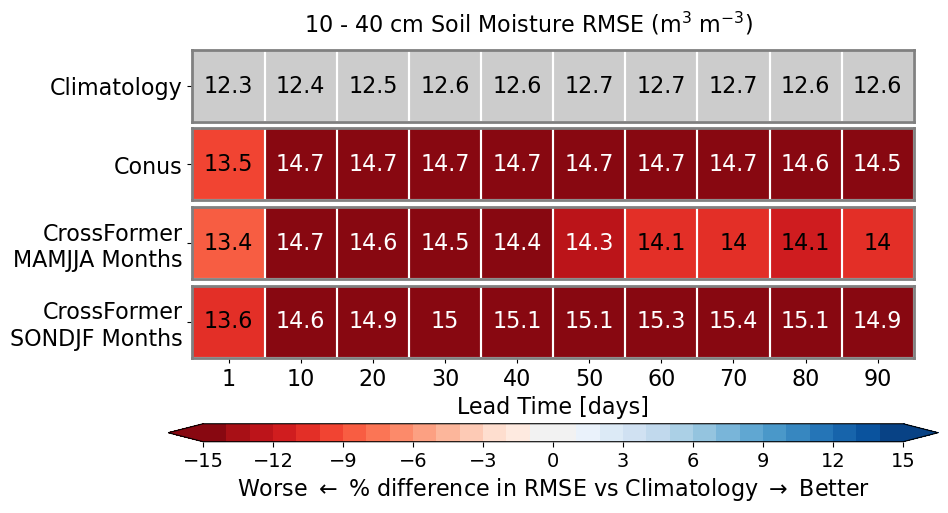 10 - 40 cm Soil Moisture RMSE (m³ m⁻³)
Climatology 12.3 12.4 12.5 12.6 12.6 12.7 12.7 12.7 12.6 12.6
Conus 13.5 14.7 14.7 14.7 14.7 14.7 14.7 14.7 14.6 14.5
CrossFormer
MAMJJA Months
13.4 14.7 14.6 14.5 14.4 14.3 14.1 14 14.1 14
CrossFormer
SONDJF Months
13.6 14.6 14.9 15 15.1 15.1 15.3 15.4 15.1 14.9
1 10 20 30 40 50 60 70 80 90
Lead Time [days]
−15 −12 −9 −6 −3 0 3 6 9 12 15
Worse ← % difference in RMSE vs Climatology → Better